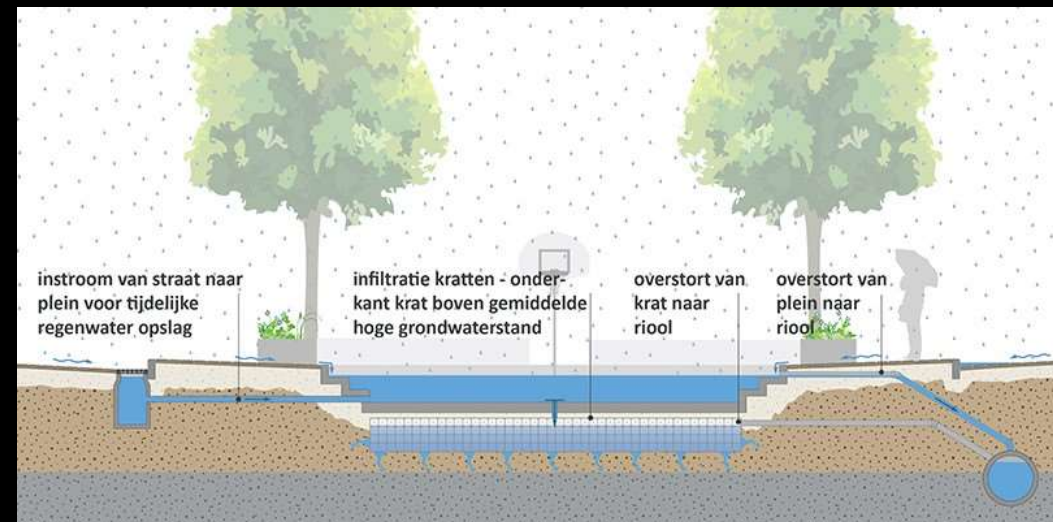 instroom van straat naar
plein voor tijdelijke
regenwater opslag
infiltratie kratten - onder-
kant krat boven gemiddelde
hoge grondwaterstand
overstort van
krat naar
riool
overstort van
plein naar
riool